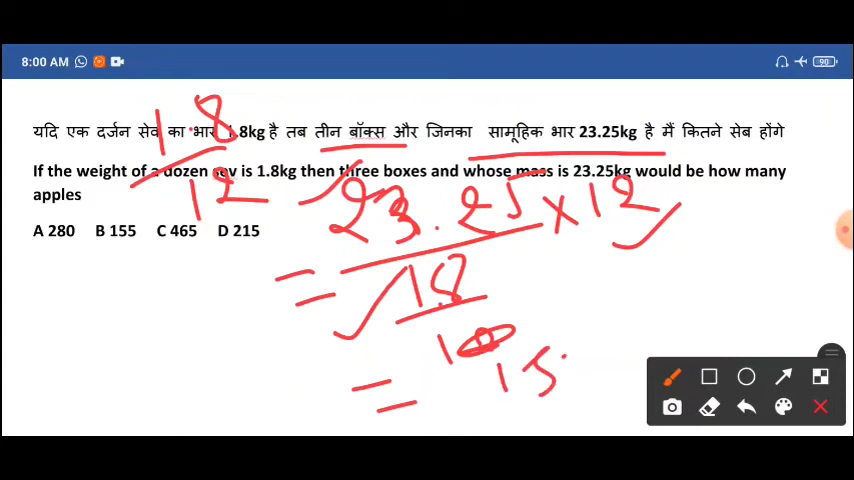 8:00 AM
90
यदि एक दर्जन सेव का भार 1.8kg है तब तीन बॉक्स और जिनका सामूहिक भार 23.25kg है मैं कितने सेब होंगे
If the weight of a dozen sev is 1.8kg then three boxes and whose mass is 23.25kg would be how many
apples
A 280 B 155 C 465 D 215
1.8
12
= 23.25 × 12
1.8
= 15